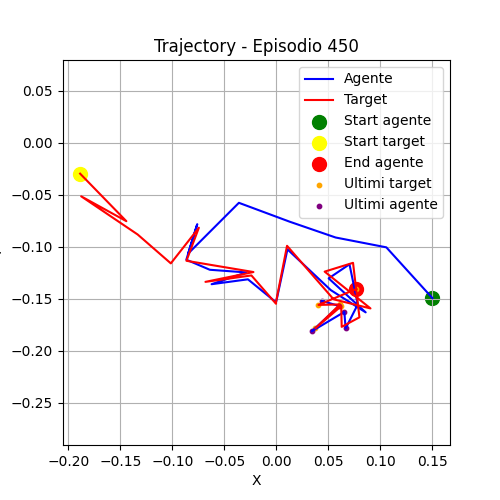 Trajectory - Episodio 450
Agente
Target
Start agente
Start target
End agente
Ultimi target
Ultimi agente
0.05
0.00
−0.05
−0.10
−0.15
−0.20
−0.25
−0.20 −0.15 −0.10 −0.05 0.00 0.05 0.10 0.15
X